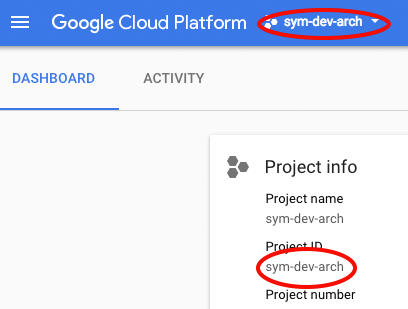 Google Cloud Platform sym-dev-arch
DASHBOARD ACTIVITY
Project info
Project name
sym-dev-arch
Project ID
sym-dev-arch
Project number